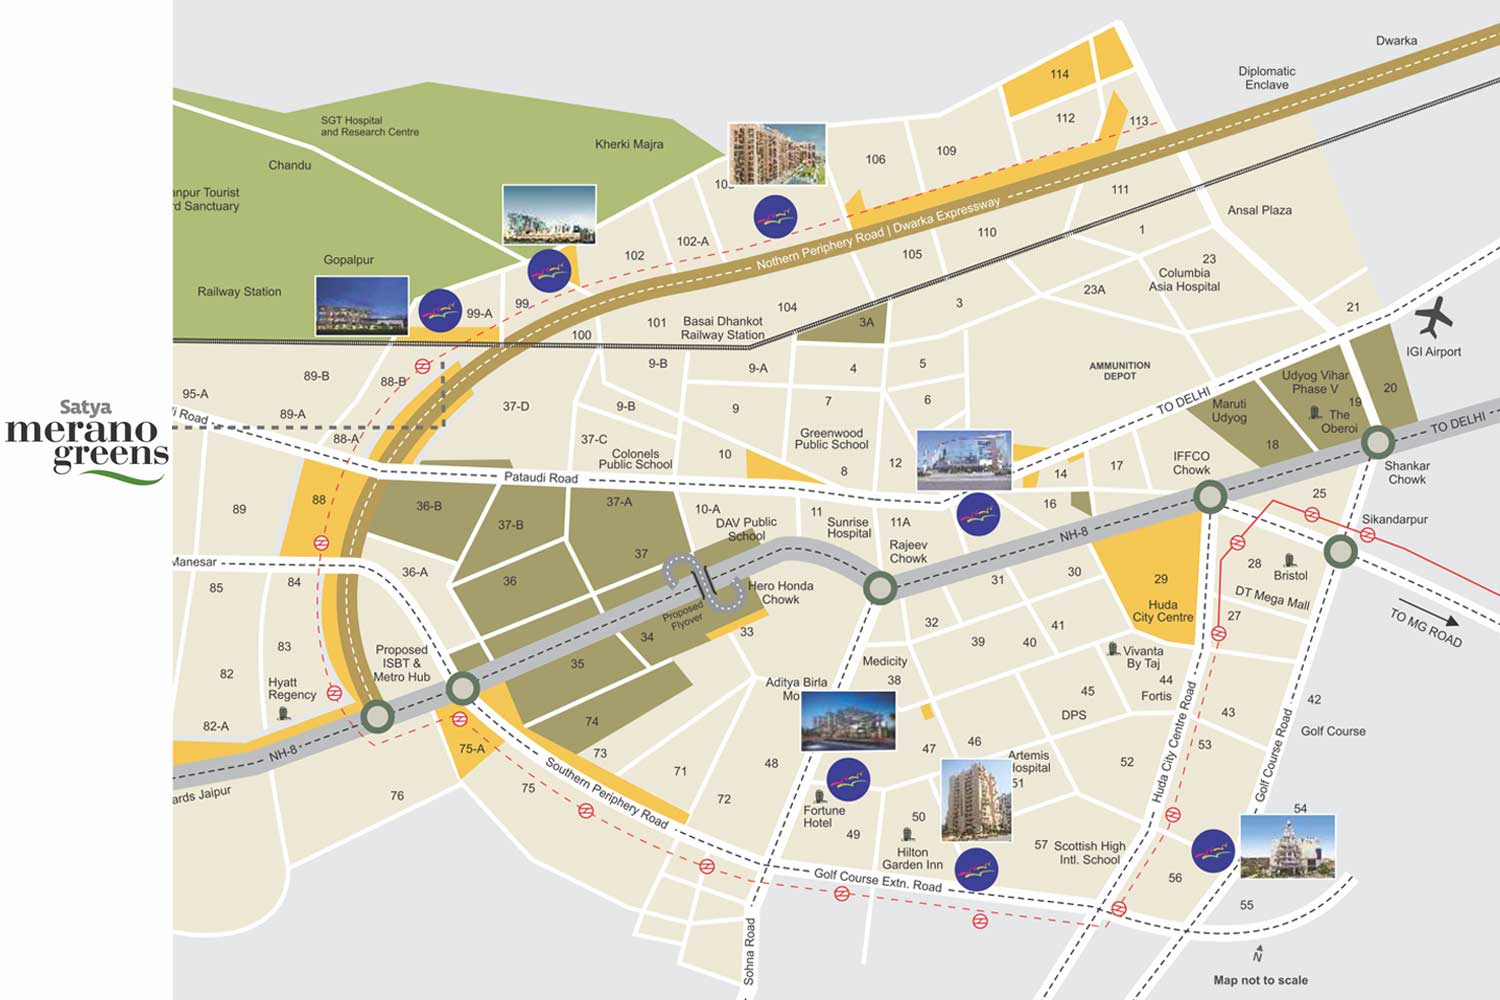 Satya
merano
greens
SGT Hospital
and Research Centre
Chandu
Kherki Majra
anpur Tourist
rd Sanctuary
Gopalpur
Railway Station
Dwarka
Diplomatic
Enclave
114
112
113
109
106
111
Ansal Plaza
102-A
102
110
1
105
23
Columbia
Asia Hospital
23A
Nothern Periphery Road | Dwarka Expressway
99-A
99
104
3
21
100
101
Basai Dhankot
Railway Station
3A
IGI Airport
9-B
9-A
4
5
AMMUNITION
DEPOT
95-A
89-B
88-B
Udyog Vihar
Phase V
20
89-A
37-D
9-B
9
7
6
TO DELHI
Maruti
Udyog
19
The
Oberoi
TO DELHI
i Road
88-A
37-C
Colonels
Public School
10
Greenwood
Public School
8
12
14
17
18
IFFCO
Chowk
Shankar
Chowk
Pataudi Road
89
88
36-B
37-B
37-A
10-A
DAV Public
School
11
Sunrise
Hospital
11A
16
25
Sikandarpur
NH-8
Rajeev
Chowk
Manesar
36-A
37
28
Bristol
85
84
36
Hero Honda
Chowk
31
30
29
Huda
City Centre
DT Mega Mall
27
TO MG ROAD
Proposed
Flyover
34
33
32
41
83
Proposed
ISBT &
Metro Hub
35
39
40
Vivanta
By Taj
82
Hyatt
Regency
Medicity
38
44
Fortis
45
42
82-A
Aditya Birla
Mo
DPS
43
Golf Course
NH-8
75-A
74
73
47
46
53
Artemis
Hospital
51
52
Huda City Centre Road
Golf Course Road
ards Jaipur
76
75
Southern Periphery Road
71
72
48
Fortune
Hotel
49
50
Hilton
Garden Inn
57
Scottish High
Intl. School
54
56
55
Golf Course Extn. Road
Sohna Road
N
Map not to scale